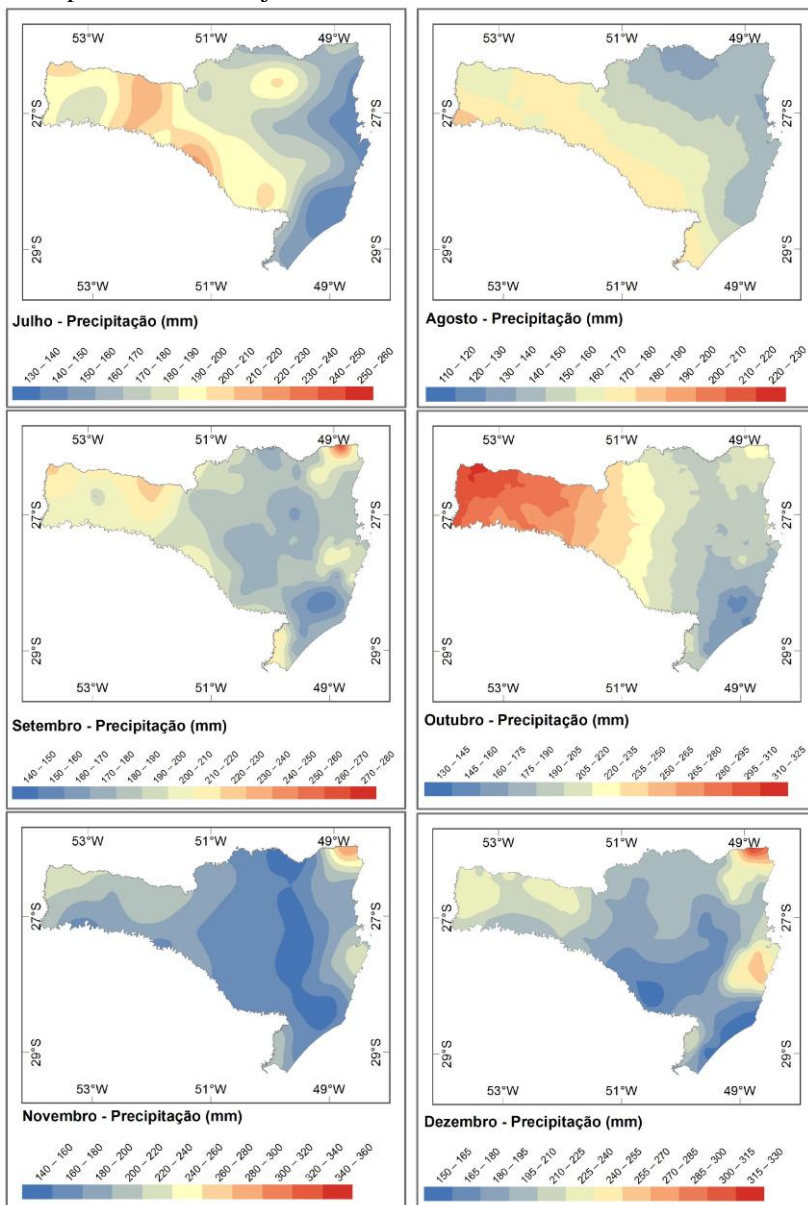 53°W 51°W 49°W
27°S 27°S
29°S 29°S
53°W 51°W 49°W
Julho - Precipitação (mm)
130 – 140 140 – 150 150 – 160 160 – 170 170 – 180 180 – 190 190 – 200 200 – 210 210 – 220 220 – 230 230 – 240 240 – 250 250 – 260
53°W 51°W 49°W
27°S 27°S
29°S 29°S
53°W 51°W 49°W
Agosto - Precipitação (mm)
110 – 120 120 – 130 130 – 140 140 – 150 150 – 160 160 – 170 170 – 180 180 – 190 190 – 200 200 – 210 210 – 220 220 – 230
53°W 51°W 49°W
27°S 27°S
29°S 29°S
53°W 51°W 49°W
Setembro - Precipitação (mm)
140 – 150 150 – 160 160 – 170 170 – 180 180 – 190 190 – 200 200 – 210 210 – 220 220 – 230 230 – 240 240 – 250 250 – 260 260 – 270 270 – 280
53°W 51°W 49°W
27°S 27°S
29°S 29°S
53°W 51°W 49°W
Outubro - Precipitação (mm)
130 – 145 145 – 160 160 – 175 175 – 190 190 – 205 205 – 220 220 – 235 235 – 250 250 – 265 265 – 280 280 – 295 295 – 310 310 – 325
53°W 51°W 49°W
27°S 27°S
29°S 29°S
53°W 51°W 49°W
Novembro - Precipitação (mm)
140 – 160 160 – 180 180 – 200 200 – 220 220 – 240 240 – 260 260 – 280 280 – 300 300 – 320 320 – 340 340 – 360
53°W 51°W 49°W
27°S 27°S
29°S 29°S
53°W 51°W 49°W
Dezembro - Precipitação (mm)
150 – 165 165 – 180 180 – 195 195 – 210 210 – 225 225 – 240 240 – 255 255 – 270 270 – 285 285 – 300 300 – 315 315 – 330